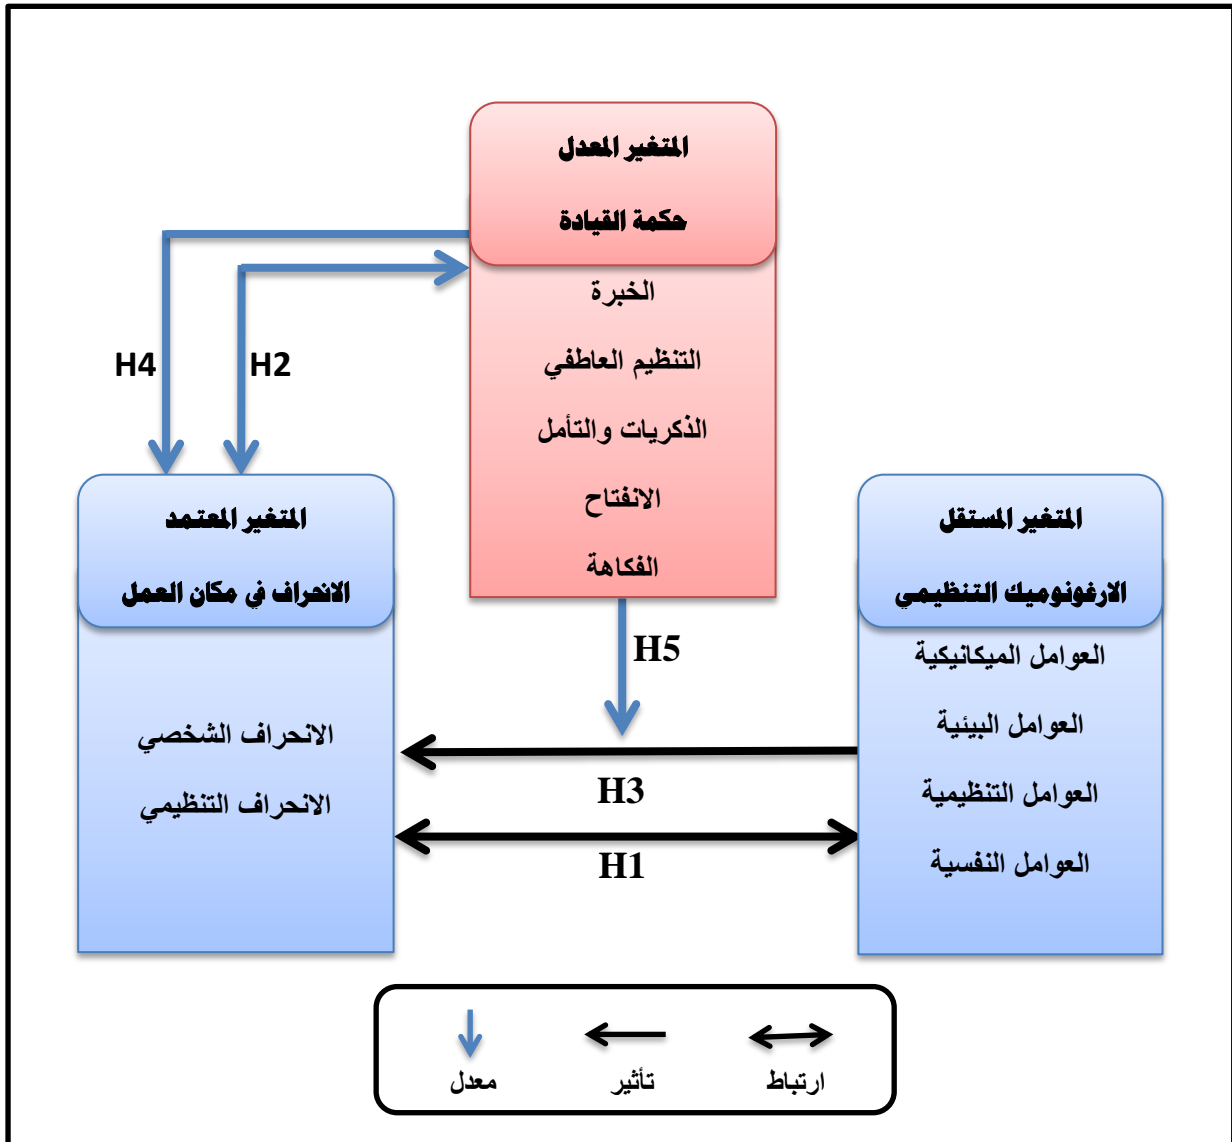 المتغير المعدل
حكمة القيادة
الخبرة
التنظيم العاطفي
الذكريات والتأمل
الانفتاح
الفكاهة
H4
H2
المتغير المستقل
الارغونوميك التنظيمي
العوامل الميكانيكية
العوامل البيئية
العوامل التنظيمية
العوامل النفسية
المتغير المعتمد
الانحراف في مكان العمل
الانحراف الشخصي
الانحراف التنظيمي
H5
H3
H1
ارتباط
تأثير
معدل